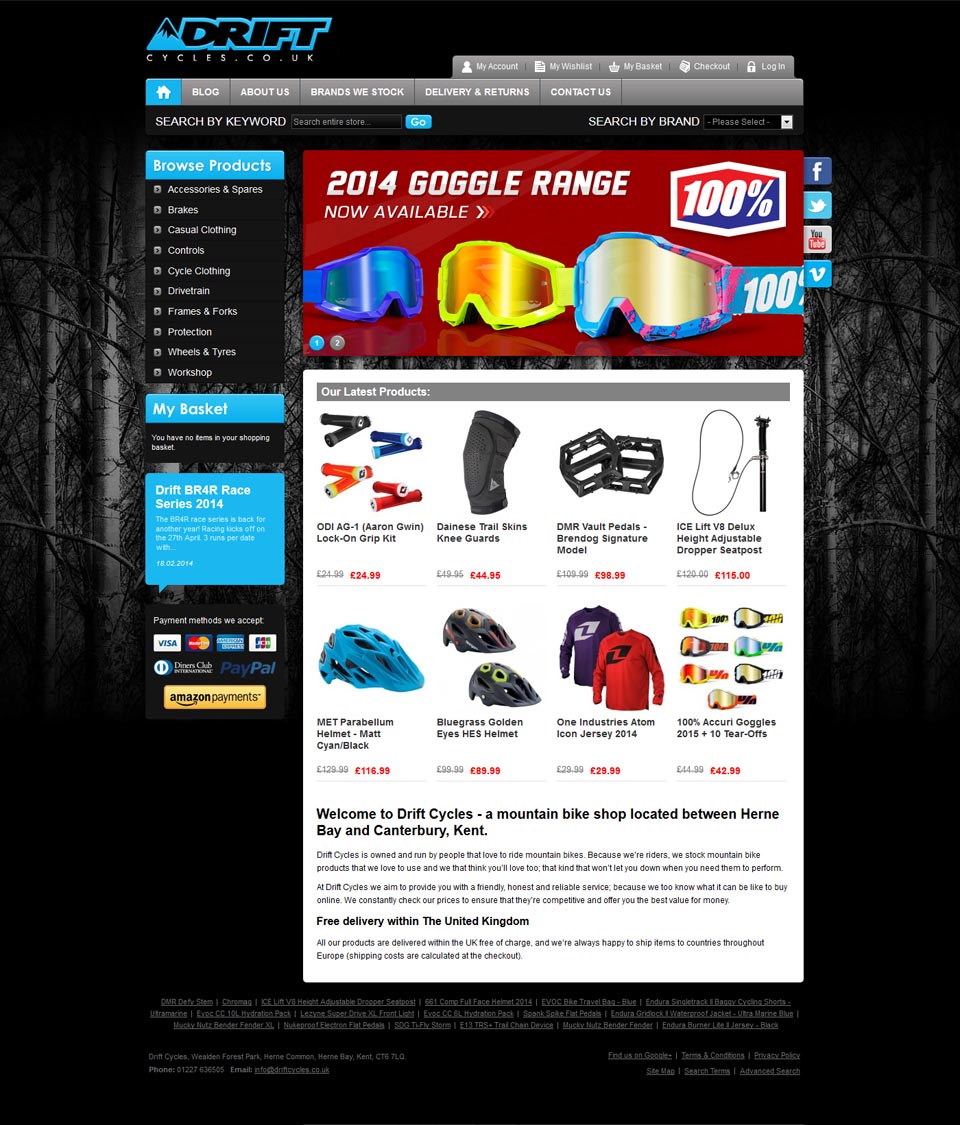 DRIFT
CYCLES.CO.UK
My Account | My Wishlist | My Basket | Checkout | Log In
BLOG ABOUT US BRANDS WE STOCK DELIVERY & RETURNS CONTACT US
SEARCH BY KEYWORD Search entire store... Go SEARCH BY BRAND - Please Select -
Browse Products
Accessories & Spares
Brakes
Casual Clothing
Controls
Cycle Clothing
Drivetrain
Frames & Forks
Protection
Wheels & Tyres
Workshop
My Basket
You have no items in your shopping
basket.
Drift BR4R Race
Series 2014
The BR4R race series is back for
another year! Racing kicks off on
the 27th April. 3 runs per date
with...
18.02.2014
Payment methods we accept:
VISA MasterCard AMERICAN EXPRESS JCB
Diners Club INTERNATIONAL PayPal
amazonpayments
2014 GOGGLE RANGE
NOW AVAILABLE
100%
100%
1 2
f
You Tube
Our Latest Products:
ODI AG-1 (Aaron Gwin)
Lock-On Grip Kit
£24.99 £24.99
Dainese Trail Skins
Knee Guards
£49.95 £44.95
DMR Vault Pedals -
Brendog Signature
Model
£109.99 £98.99
ICE Lift V8 Delux
Height Adjustable
Dropper Seatpost
£120.00 £115.00
MET Parabellum
Helmet - Matt
Cyan/Black
£129.99 £116.99
Bluegrass Golden
Eyes HES Helmet
£99.99 £89.99
One Industries Atom
Icon Jersey 2014
£29.99 £29.99
100% Accuri Goggles
2015 + 10 Tear-Offs
£44.99 £42.99
Welcome to Drift Cycles - a mountain bike shop located between Herne
Bay and Canterbury, Kent.
Drift Cycles is owned and run by people that love to ride mountain bikes. Because we're riders, we stock mountain bike
products that we love to use and we that think you'll love too; that kind that won't let you down when you need them to perform.
At Drift Cycles we aim to provide you with a friendly, honest and reliable service; because we too know what it can be like to buy
online. We constantly check our prices to ensure that they're competitive and offer you the best value for money.
Free delivery within The United Kingdom
All our products are delivered within the UK free of charge, and we're always happy to ship items to countries throughout
Europe (shipping costs are calculated at the checkout).
DMR Defy Stem | Chromag | ICE Lift V8 Height Adjustable Dropper Seatpost | 661 Comp Full Face Helmet 2014 | EVOC Bike Travel Bag - Blue | Endura Singletrack II Baggy Cycling Shorts -
Ultramarine | Evoc CC 10L Hydration Pack | Lezyne Super Drive XL Front Light | Evoc CC 6L Hydration Pack | Spank Spike Flat Pedals | Endura Gridlock II Waterproof Jacket - Ultra Marine Blue |
Mucky Nutz Bender Fender XL | Nukeproof Electron Flat Pedals | SDG Ti-Fly Storm | E13 TRS+ Trail Chain Device | Mucky Nutz Bender Fender | Endura Burner Lite II Jersey - Black
Drift Cycles, Wealden Forest Park, Herne Common, Herne Bay, Kent, CT6 7LQ.
Phone: 01227 636505 Email: info@driftcycles.co.uk
Find us on Google+ | Terms & Conditions | Privacy Policy
Site Map | Search Terms | Advanced Search